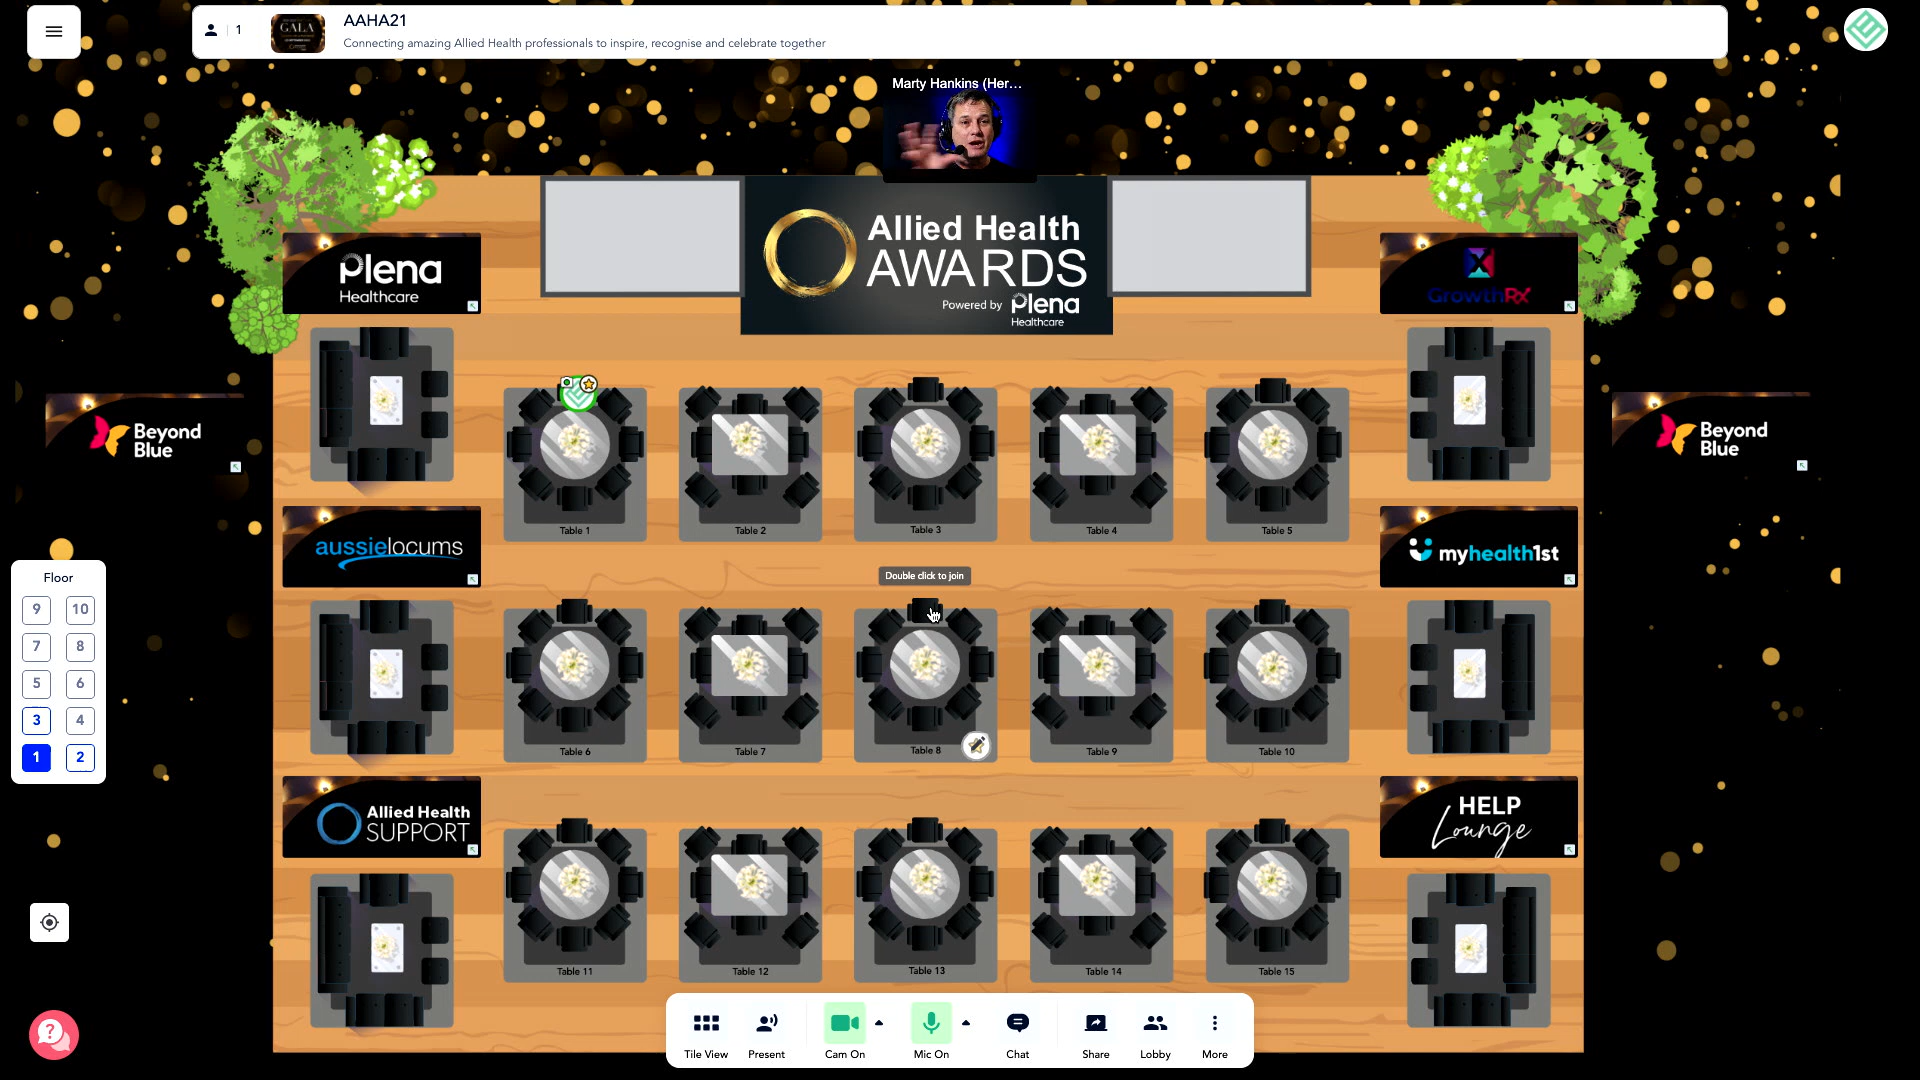 1
GALA
AAHA21
Connecting amazing Allied Health professionals to inspire, recognise and celebrate together
Marty Hankins (Her...
Allied Health
AWARDS
Powered by plena
Healthcare
plena
Healthcare
GrowthRx
Beyond
Blue
Beyond
Blue
Table 1
Table 2
Table 3
Table 4
Table 5
aussielocums
myhealth1st
Double click to join
Floor
9
10
7
8
5
6
3
4
1
2
Table 6
Table 7
Table 8
Table 9
Table 10
Allied Health
SUPPORT
HELP
Lounge
Table 11
Table 12
Table 13
Table 14
Table 15
?
Tile View
Present
Cam On
Mic On
Chat
Share
Lobby
More